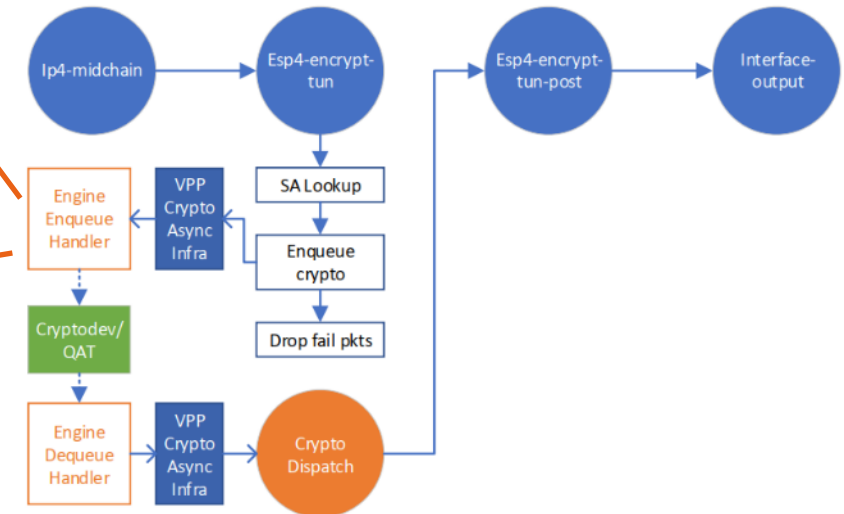 Ip4-midchain
Esp4-encrypt-
tun
Esp4-encrypt-
tun-post
Interface-
output
Engine
Enqueue
Handler
VPP
Crypto
Async
Infra
SA Lookup
Enqueue
crypto
Drop fail pkts
Cryptodev/
QAT
Engine
Dequeue
Handler
VPP
Crypto
Async
Infra
Crypto
Dispatch